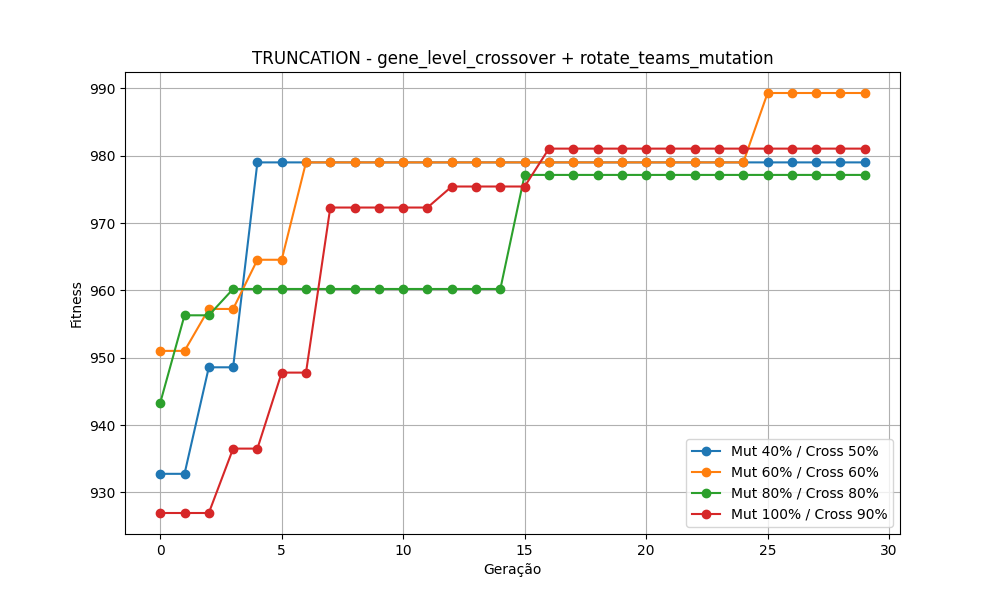 TRUNCATION - gene_level_crossover + rotate_teams_mutation
Fitness
990
980
970
960
950
940
930
0 5 10 15 20 25 30
Geração
Mut 40% / Cross 50%
Mut 60% / Cross 60%
Mut 80% / Cross 80%
Mut 100% / Cross 90%